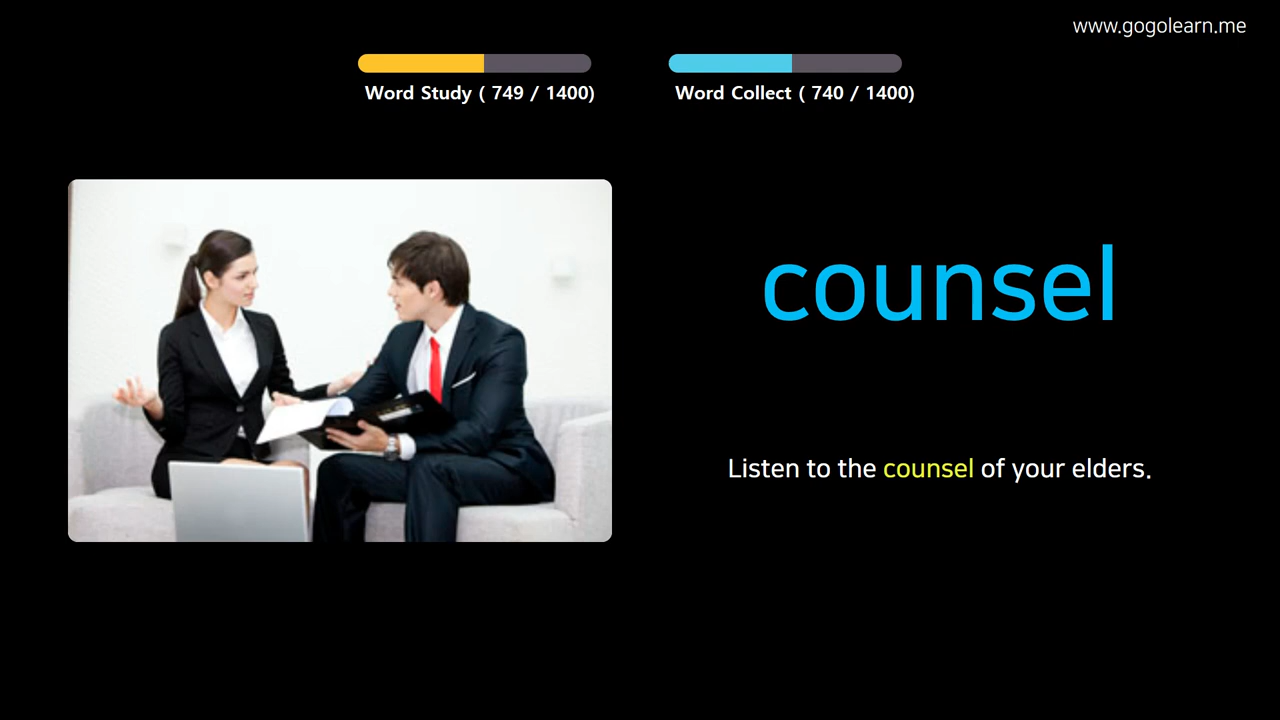 www.gogolearn.me
Word Study ( 749 / 1400)
Word Collect ( 740 / 1400)
counsel
Listen to the counsel of your elders.